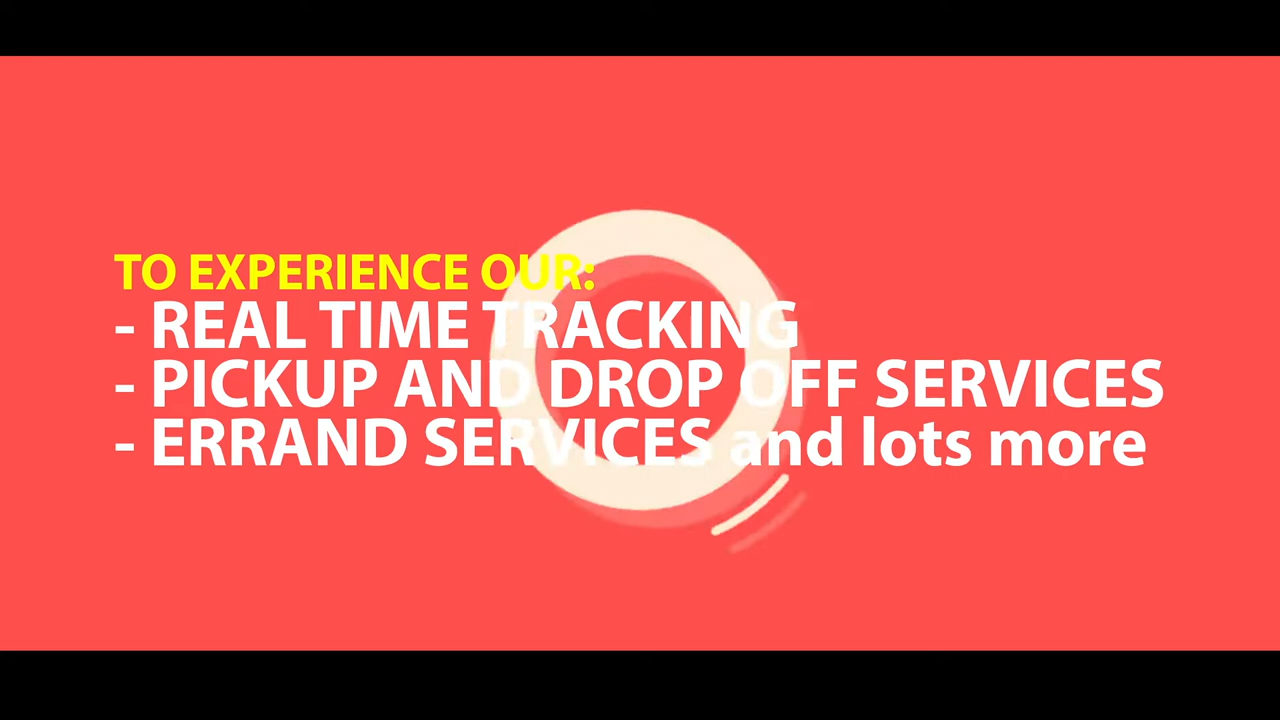 TO EXPERIENCE OUR:
- REAL TIME TRACKING
- PICKUP AND DROP OFF SERVICES
- ERRAND SERVICES and lots more